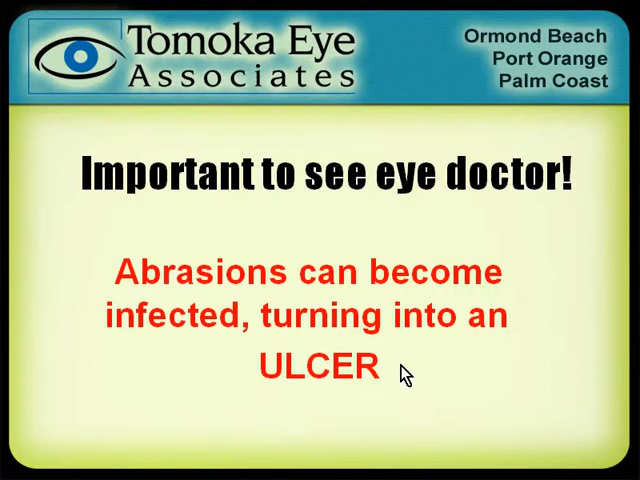 Tomoka Eye
Associates
Ormond Beach
Port Orange
Palm Coast
Important to see eye doctor!
Abrasions can become
infected, turning into an
ULCER